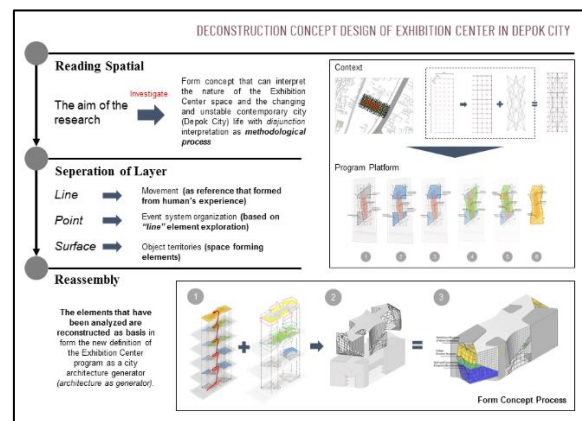 DECONSTRUCTION CONCEPT DESIGN OF EXHIBITION CENTER IN DEPOK CITY
Reading Spatial
The aim of the
research
Investigate
Form concept that can interpret
the nature of the Exhibition
Center space and the changing
and unstable contemporary city
(Depok City) life with disjunction
interpretation as methodological
process
Seperation of Layer
Line
Movement (as reference that formed
from human's experience)
Point
Event system organization (based on
"line" element exploration)
Surface
Object territories (space forming
elements)
Context
+
=
Program Platform
1
2
3
4
5
6
Reassembly
The elements that have
been analyzed are
reconstructed as basis in
form the new definition of
the Exhibition Center
program as a city
architecture generator
(architecture as generator).
1
+
2
=
3
Form Concept Process